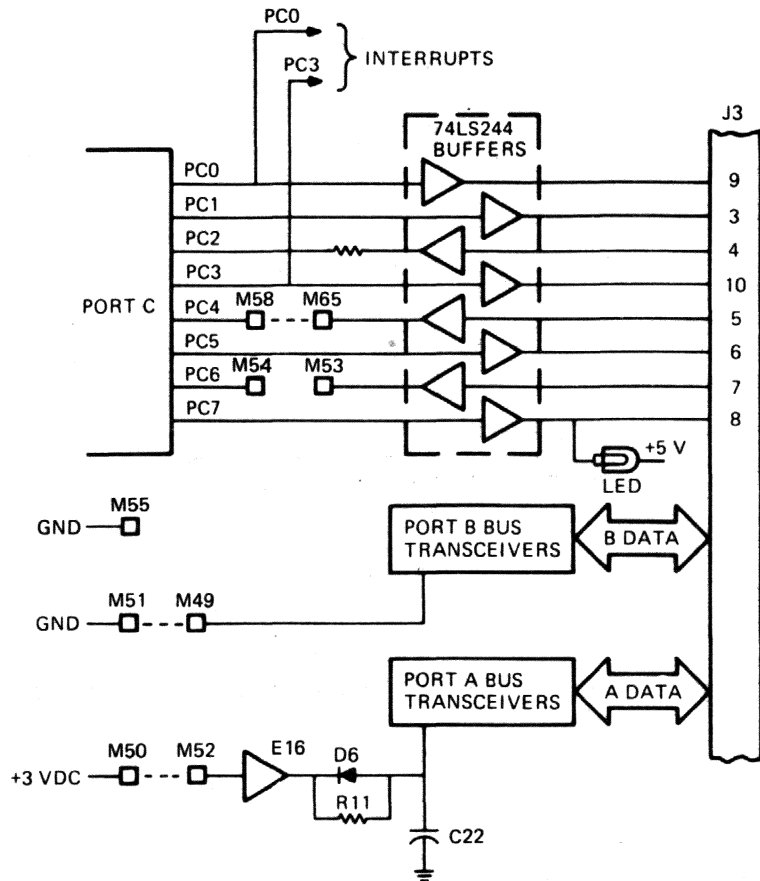 PC0
PC3
INTERRUPTS
J3
74LS244
BUFFERS
PC0
9
PC1
3
PC2
4
PC3
10
PORT C
M58
M65
PC4
5
PC5
6
M54
M53
PC6
7
PC7
8
+5 V
LED
M55
GND
PORT B BUS
TRANSCEIVERS
B DATA
M51
M49
GND
PORT A BUS
TRANSCEIVERS
A DATA
M50
M52
E16
D6
+3 VDC
R11
C22